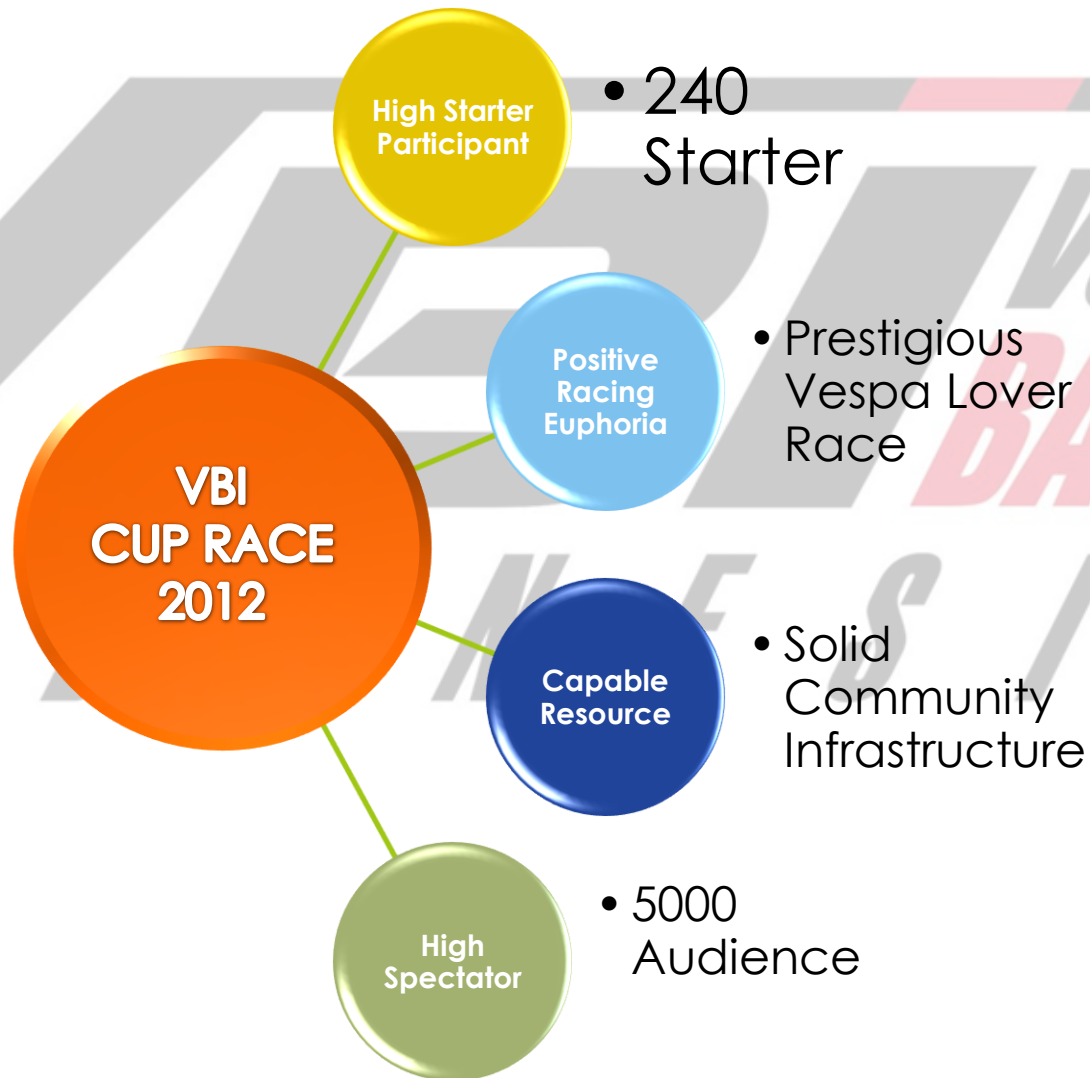 High Starter
Participant
• 240
Starter
Positive
Racing
Euphoria
• Prestigious
Vespa Lover
Race
VBI
CUP RACE
2012
Capable
Resource
• Solid
Community
Infrastructure
High
Spectator
• 5000
Audience